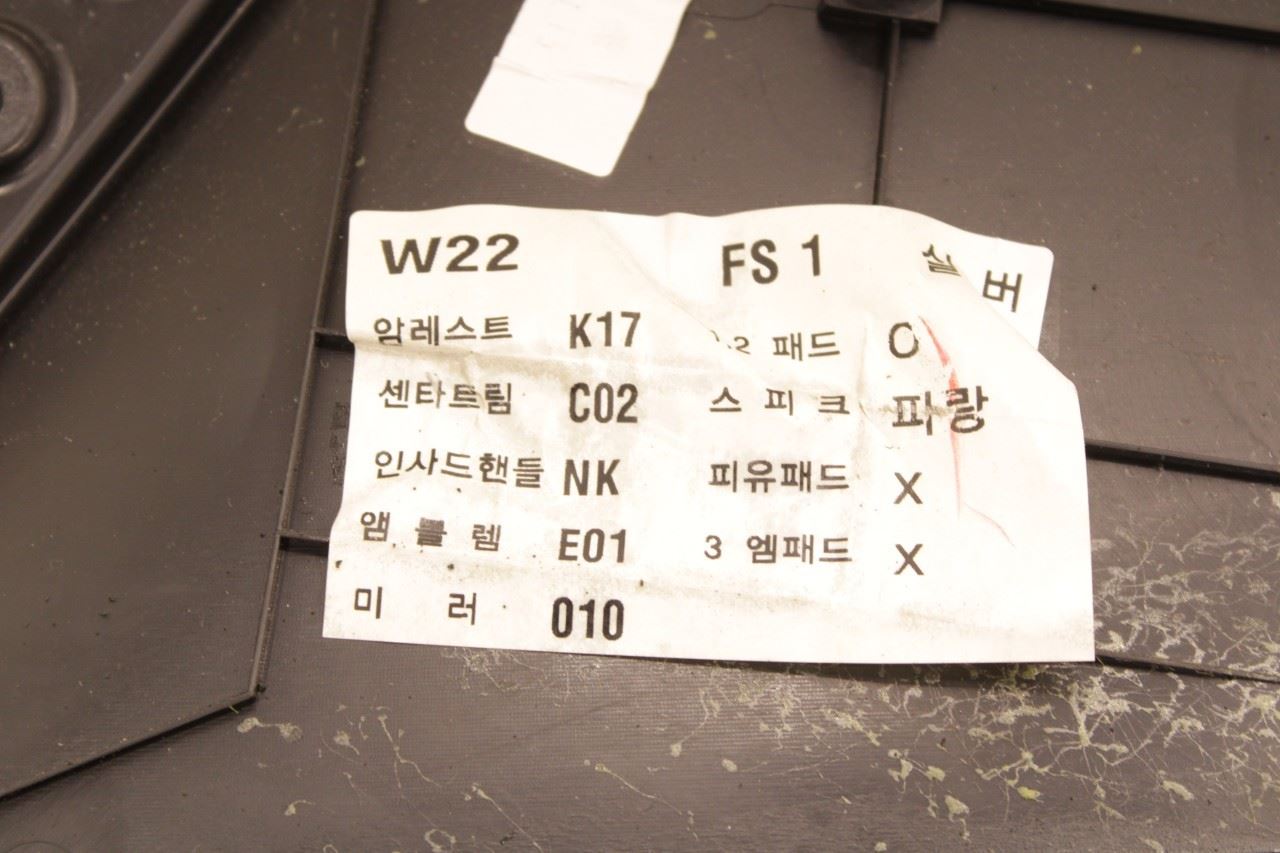 W22 FS 1 실버
암레스트 K17 2 패드 O
센타트림 C02 스피크 파랑
인사드핸들 NK 피유패드 X
앰블렘 E01 3 엠패드 X
미러 010